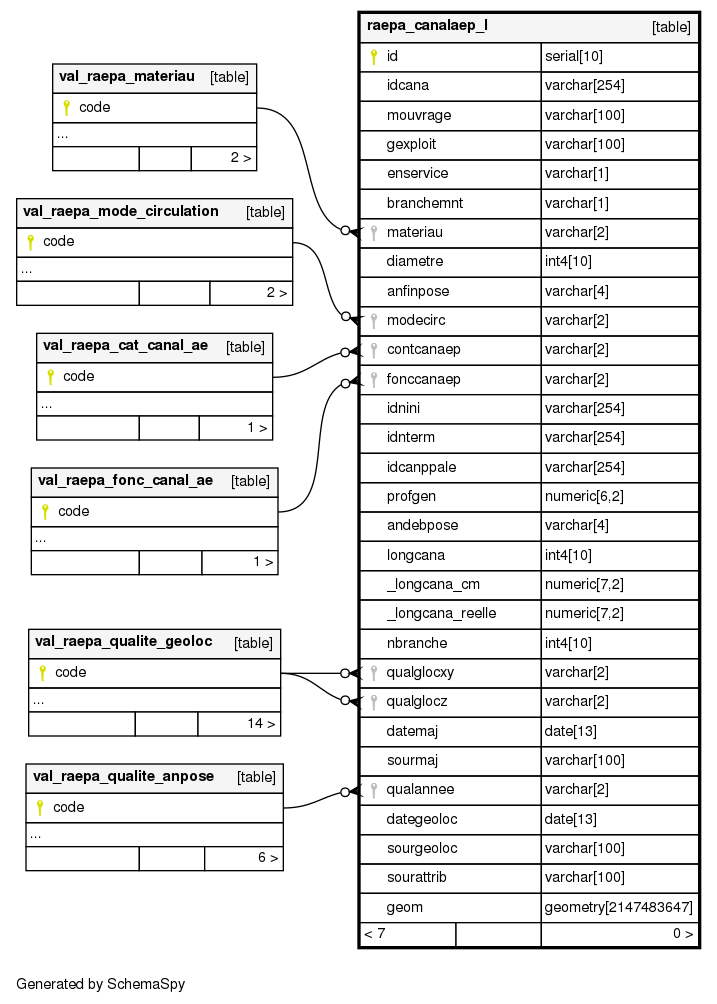 raepa_canalaep_l [table]
id serial[10]
idcana varchar[254]
mouvrage varchar[100]
gexploit varchar[100]
enservice varchar[1]
branchemnt varchar[1]
materiau varchar[2]
diametre int4[10]
anfinpose varchar[4]
modecirc varchar[2]
contcanaep varchar[2]
fonccanaep varchar[2]
idnini varchar[254]
idnterm varchar[254]
idcanppale varchar[254]
profgen numeric[6,2]
andebpose varchar[4]
longcana int4[10]
_longcana_cm numeric[7,2]
_longcana_reelle numeric[7,2]
nbranche int4[10]
qualglocxy varchar[2]
qualglocz varchar[2]
datemaj date[13]
sourmaj varchar[100]
qualannee varchar[2]
dategeoloc date[13]
sourgeoloc varchar[100]
sourattrib varchar[100]
geom geometry[2147483647]
< 7 0 >
val_raepa_materiau [table]
code
...
2 >
val_raepa_mode_circulation [table]
code
...
2 >
val_raepa_cat_canal_ae [table]
code
...
1 >
val_raepa_fonc_canal_ae [table]
code
...
1 >
val_raepa_qualite_geoloc [table]
code
...
14 >
val_raepa_qualite_anpose [table]
code
...
6 >
Generated by SchemaSpy